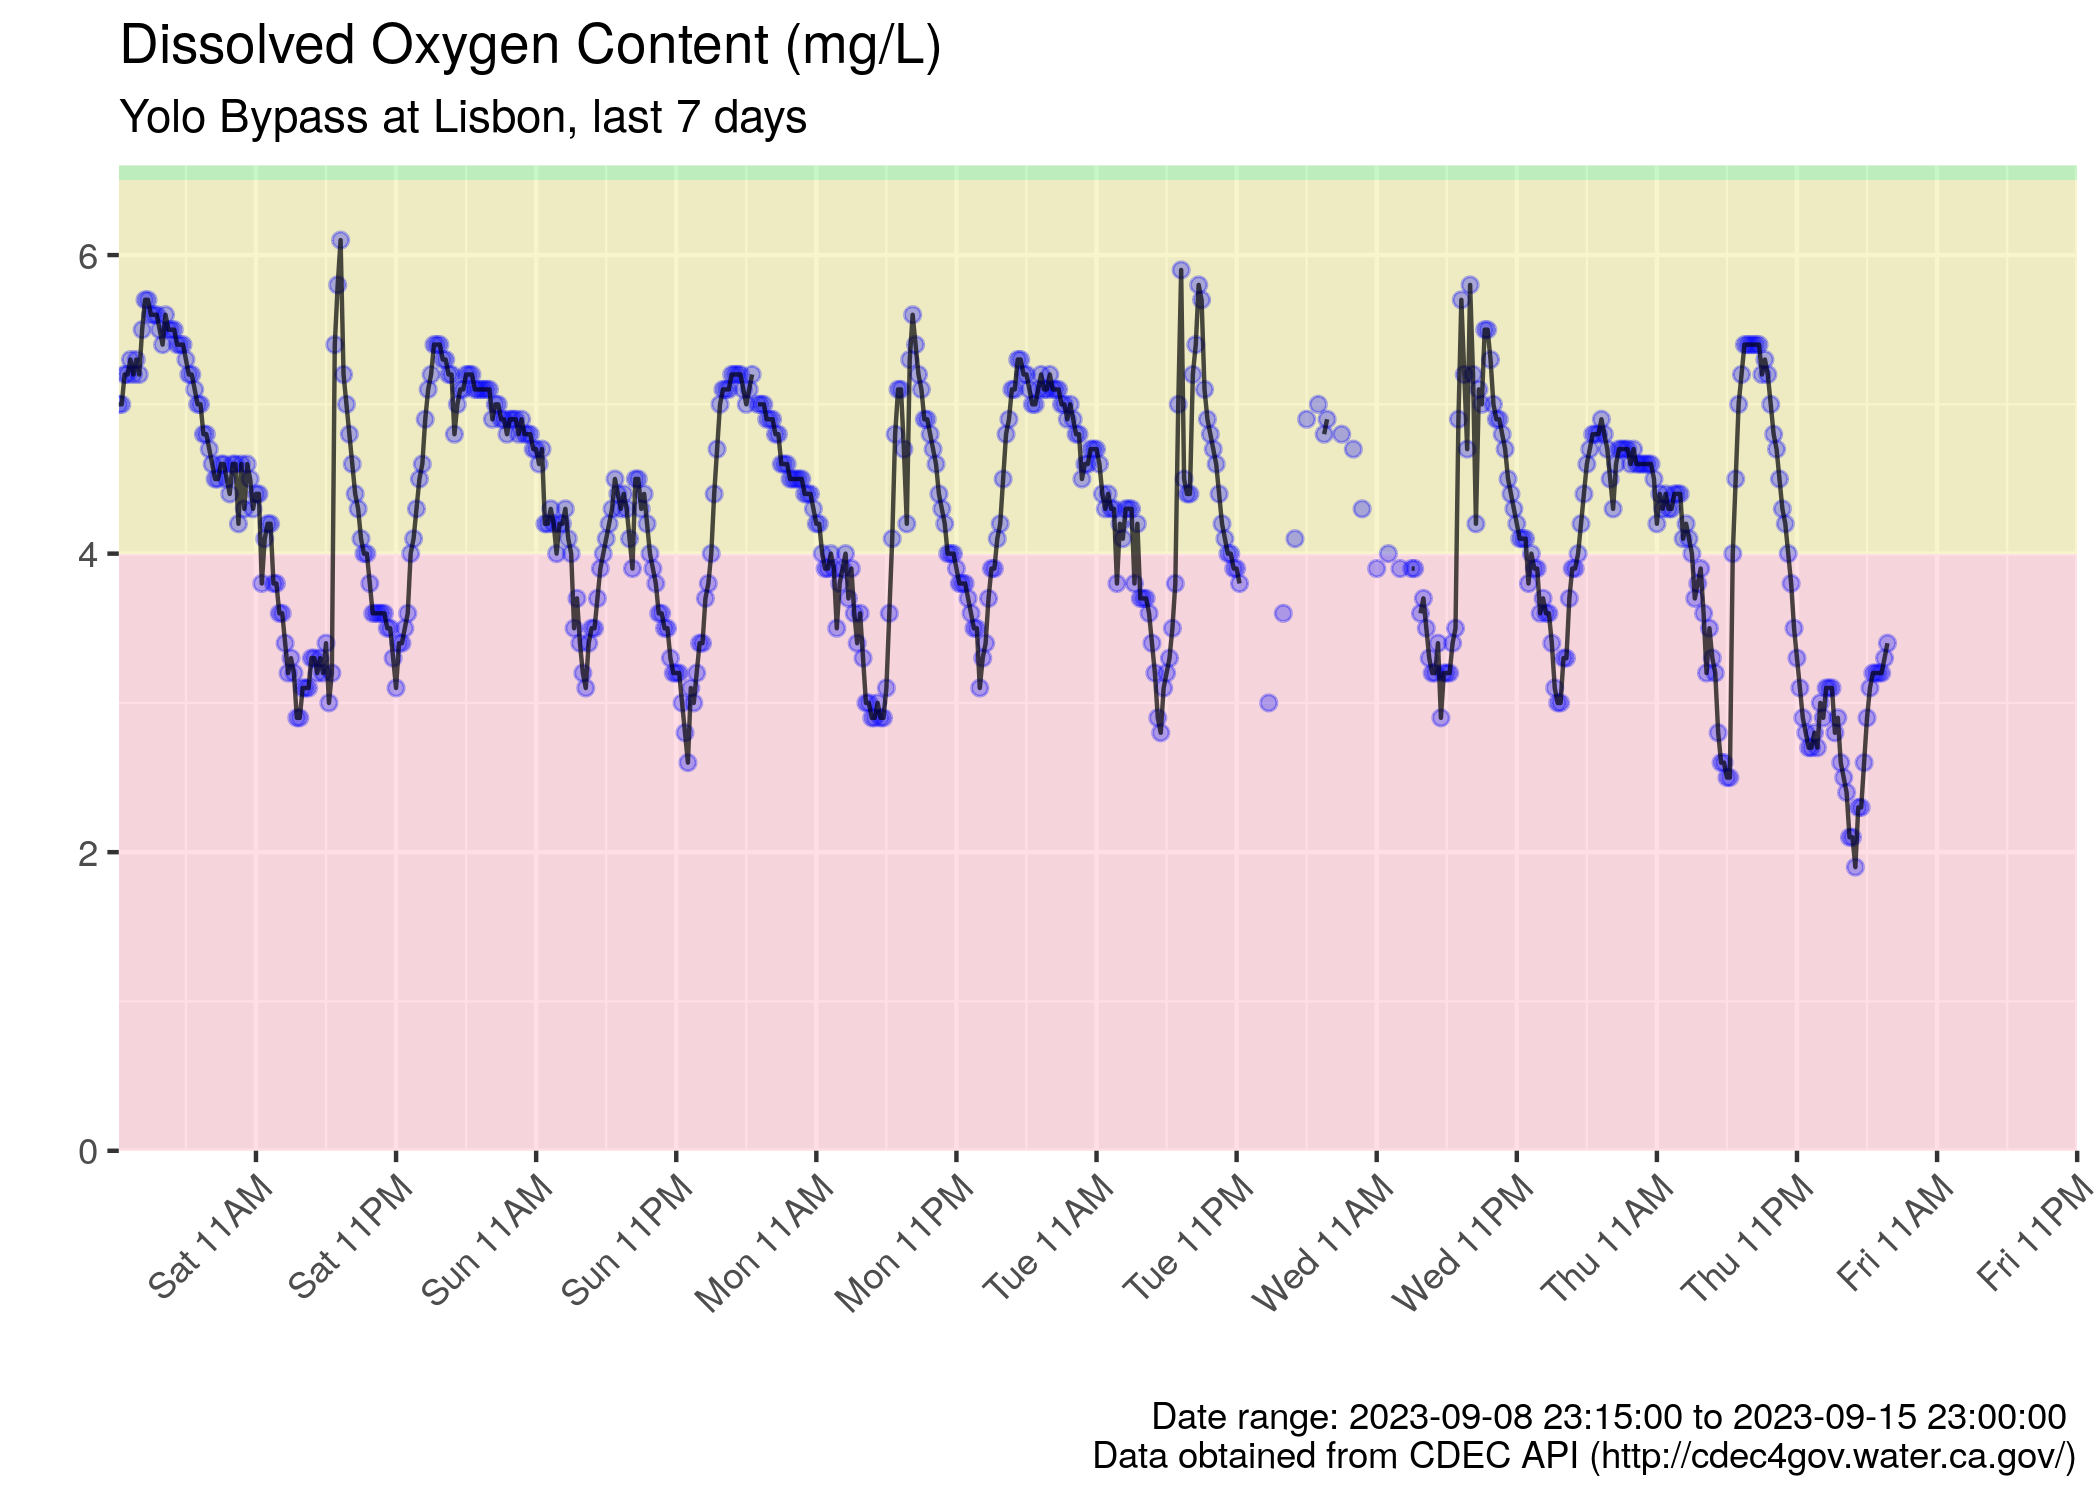 Dissolved Oxygen Content (mg/L)
Yolo Bypass at Lisbon, last 7 days
6
4
2
0
Sat 11AM
Sat 11PM
Sun 11AM
Sun 11PM
Mon 11AM
Mon 11PM
Tue 11AM
Tue 11PM
Wed 11AM
Wed 11PM
Thu 11AM
Thu 11PM
Fri 11AM
Fri 11PM
Date range: 2023-09-08 23:15:00 to 2023-09-15 23:00:00
Data obtained from CDEC API (http://cdec4gov.water.ca.gov/)